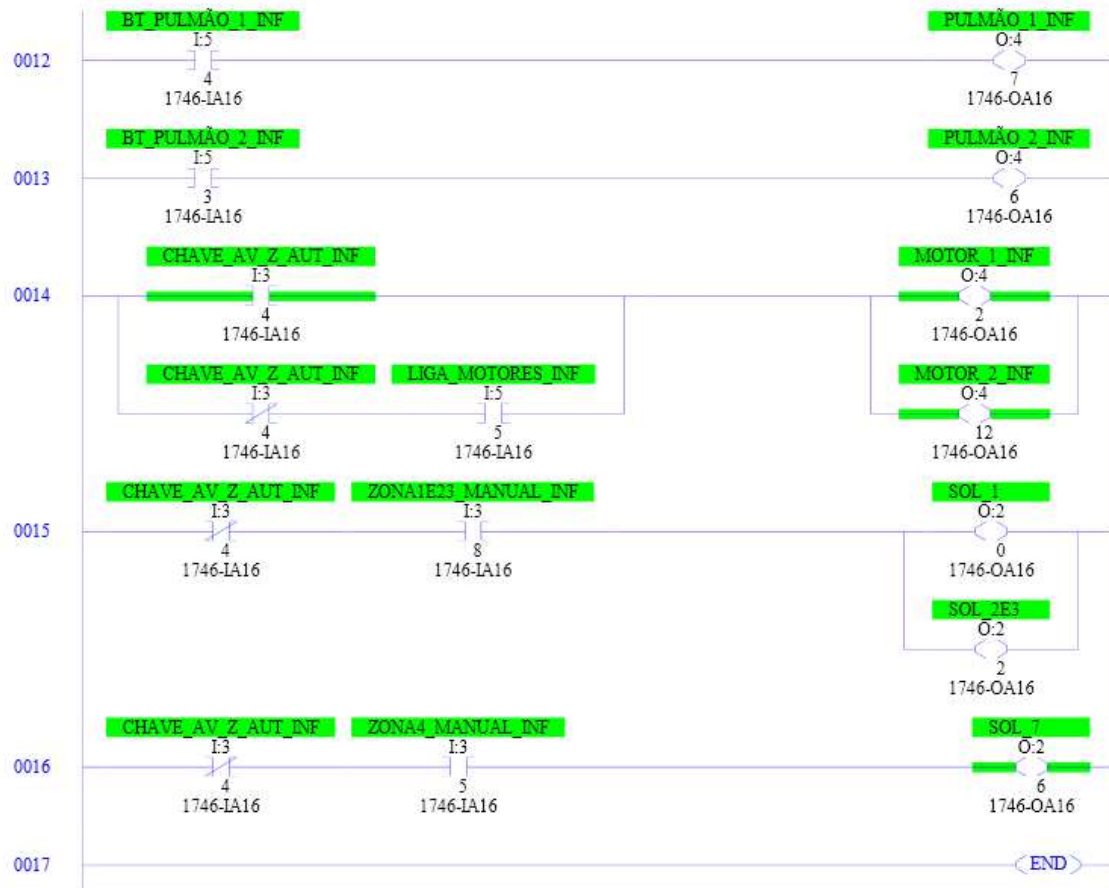 BT_PULMÃO_1_INF PULMÃO_1_INF
I:5 O:4
0012
4 7
1746-IA16 1746-OA16
BT_PULMÃO_2_INF PULMÃO_2_INF
I:5 O:4
0013
3 6
1746-IA16 1746-OA16
CHAVE_AV_Z_AUT_INF MOTOR_1_INF
I:3 O:4
0014
4 2
1746-IA16 1746-OA16
CHAVE_AV_Z_AUT_INF LIGA_MOTORES_INF MOTOR_2_INF
I:3 I:5 O:4
4 5 12
1746-IA16 1746-IA16 1746-OA16
CHAVE_AV_Z_AUT_INF ZONA1E23_MANUAL_INF SOL_1
I:3 I:3 O:2
0015
4 8 0
1746-IA16 1746-IA16 1746-OA16
SOL_2E3
O:2
2
1746-OA16
CHAVE_AV_Z_AUT_INF ZONA4_MANUAL_INF SOL_7
I:3 I:3 O:2
0016
4 5 6
1746-IA16 1746-IA16 1746-OA16
0017 END